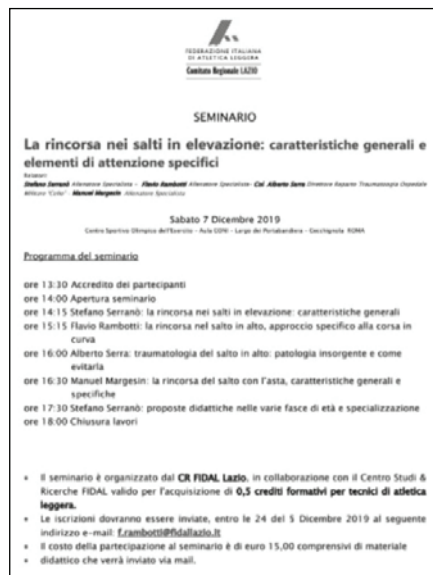 FEDERAZIONE ITALIANA
DI ATLETICA LEGGERA
Comitato Regionale LAZIO
SEMINARIO
La rincorsa nei salti in elevazione: caratteristiche generali e
elementi di attenzione specifici
Relatori:
Stefano Serranò Allenatore Specialista - Flavio Rambotti Allenatore Specialista- Col. Alberto Serra Direttore Reparto Traumatologia Ospedale
Militare "Celio" - Manuel Margesin Allenatore Specialista
Sabato 7 Dicembre 2019
Centro Sportivo Olimpico dell'Esercito - Aula CONI - Largo dei Portabandiera - Cecchignola ROMA
Programma del seminario
ore 13:30 Accredito dei partecipanti
ore 14:00 Apertura seminario
ore 14:15 Stefano Serranò: la rincorsa nei salti in elevazione: caratteristiche generali
ore 15:15 Flavio Rambotti: la rincorsa nel salto in alto, approccio specifico alla corsa in
curva
ore 16:00 Alberto Serra: traumatologia del salto in alto: patologia insorgente e come
evitarla
ore 16:30 Manuel Margesin: la rincorsa del salto con l'asta, caratteristiche generali e
specifiche
ore 17:30 Stefano Serranò: proposte didattiche nelle varie fasce di età e specializzazione
ore 18:00 Chiusura lavori
* Il seminario è organizzato dal CR FIDAL Lazio, in collaborazione con il Centro Studi &
Ricerche FIDAL valido per l'acquisizione di 0,5 crediti formativi per tecnici di atletica
leggera.
* Le iscrizioni dovranno essere inviate, entro le 24 del 5 Dicembre 2019 al seguente
indirizzo e-mail: f.rambotti@fidallazio.it
* Il costo della partecipazione al seminario è di euro 15,00 comprensivi di materiale
* didattico che verrà inviato via mail.